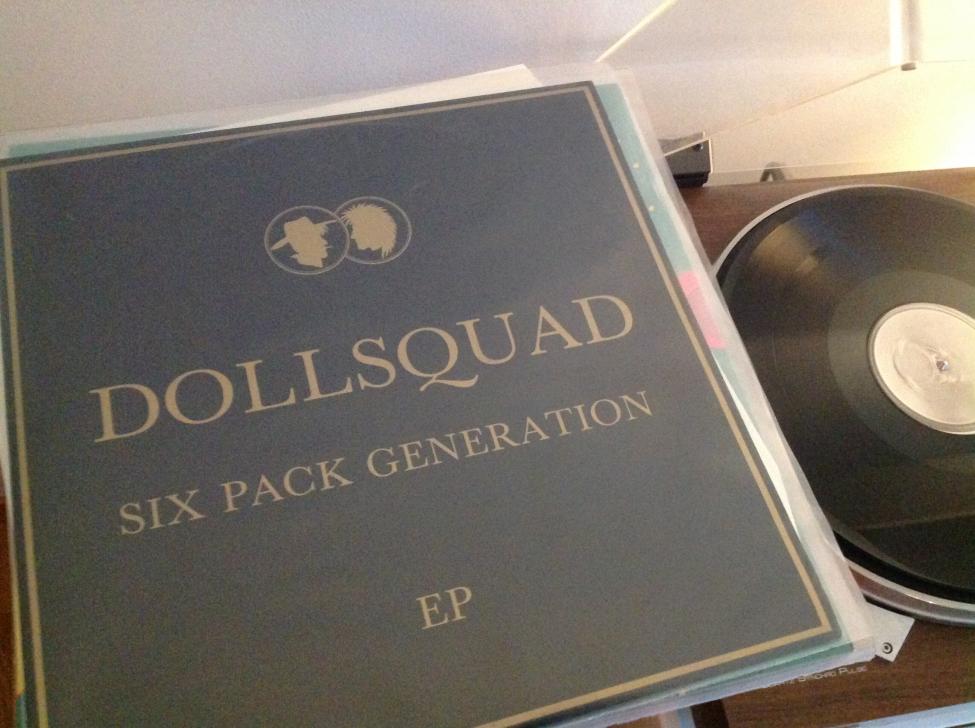 DOLLSQUAD
SIX PACK GENERATION
EP